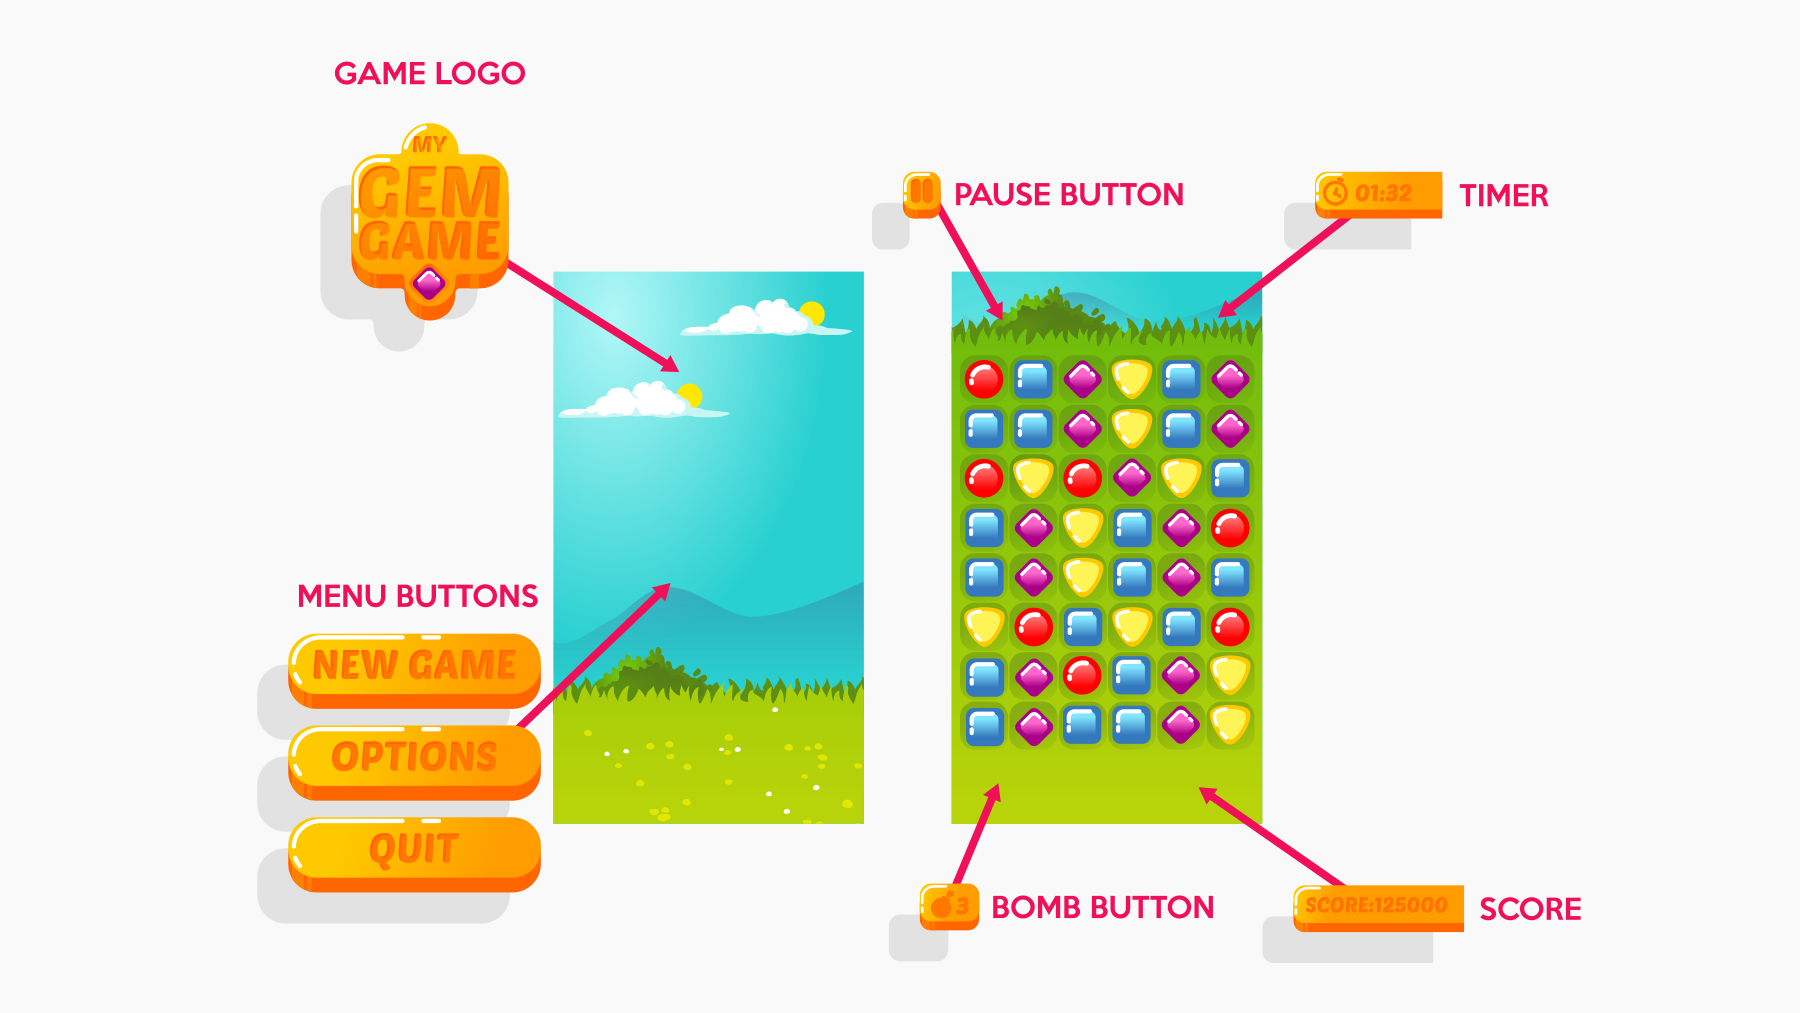 GAME LOGO
MY
GEM
GAME
PAUSE BUTTON
01:32
TIMER
MENU BUTTONS
NEW GAME
OPTIONS
QUIT
3
BOMB BUTTON
SCORE:125000
SCORE